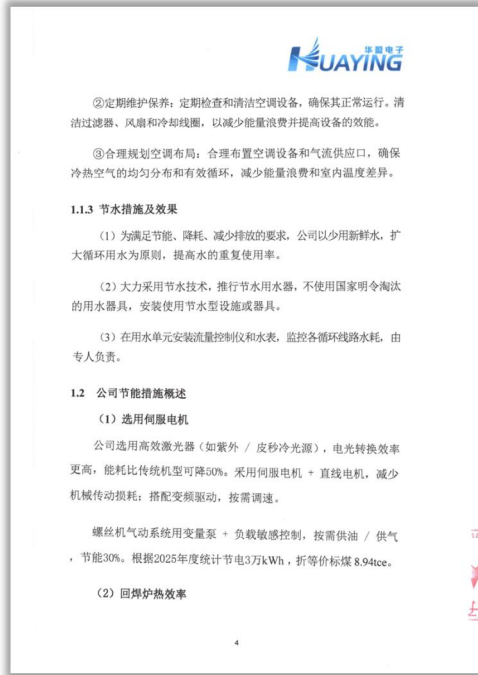 华盈电子
HUAYING
②定期维护保养：定期检查和清洁空调设备，确保其正常运行。清
洁过滤器、风扇和冷却线圈，以减少能量浪费并提高设备的效能。
③合理规划空调布局：合理布置空调设备和气流供应口，确保
冷热空气的均匀分布和有效循环，减少能量浪费和室内温度差异。
1.1.3 节水措施及效果
（1）为满足节能、降耗、减少排放的要求，公司以少用新鲜水，扩
大循环用水为原则，提高水的重复使用率。
（2）大力采用节水技术，推行节水用水器，不使用国家明令淘汰
的用水器具，安装使用节水型设施或器具。
（3）在用水单元安装流量控制仪和水表，监控各循环线路水耗，由
专人负责。
1.2 公司节能措施概述
（1）选用伺服电机
公司选用高效激光器（如紫外 / 皮秒冷光源），电光转换效率
更高，能耗比传统机型可降50%。采用伺服电机 + 直线电机，减少
机械传动损耗；搭配变频驱动，按需调速。
螺丝机气动系统用变量泵 + 负载敏感控制，按需供油 / 供气
，节能30%。根据2025年度统计节电3万kWh，折等价标煤 8.94tce。
（2）回焊炉热效率
4